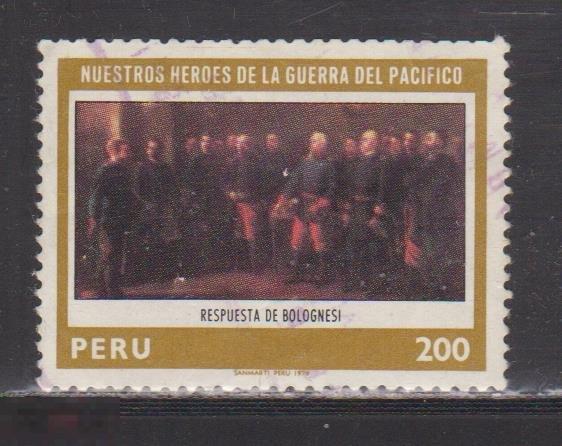 NUESTROS HEROES DE LA GUERRA DEL PACIFICO
RESPUESTA DE BOLOGNESI
PERU 200
SANMARTI PERU 1979